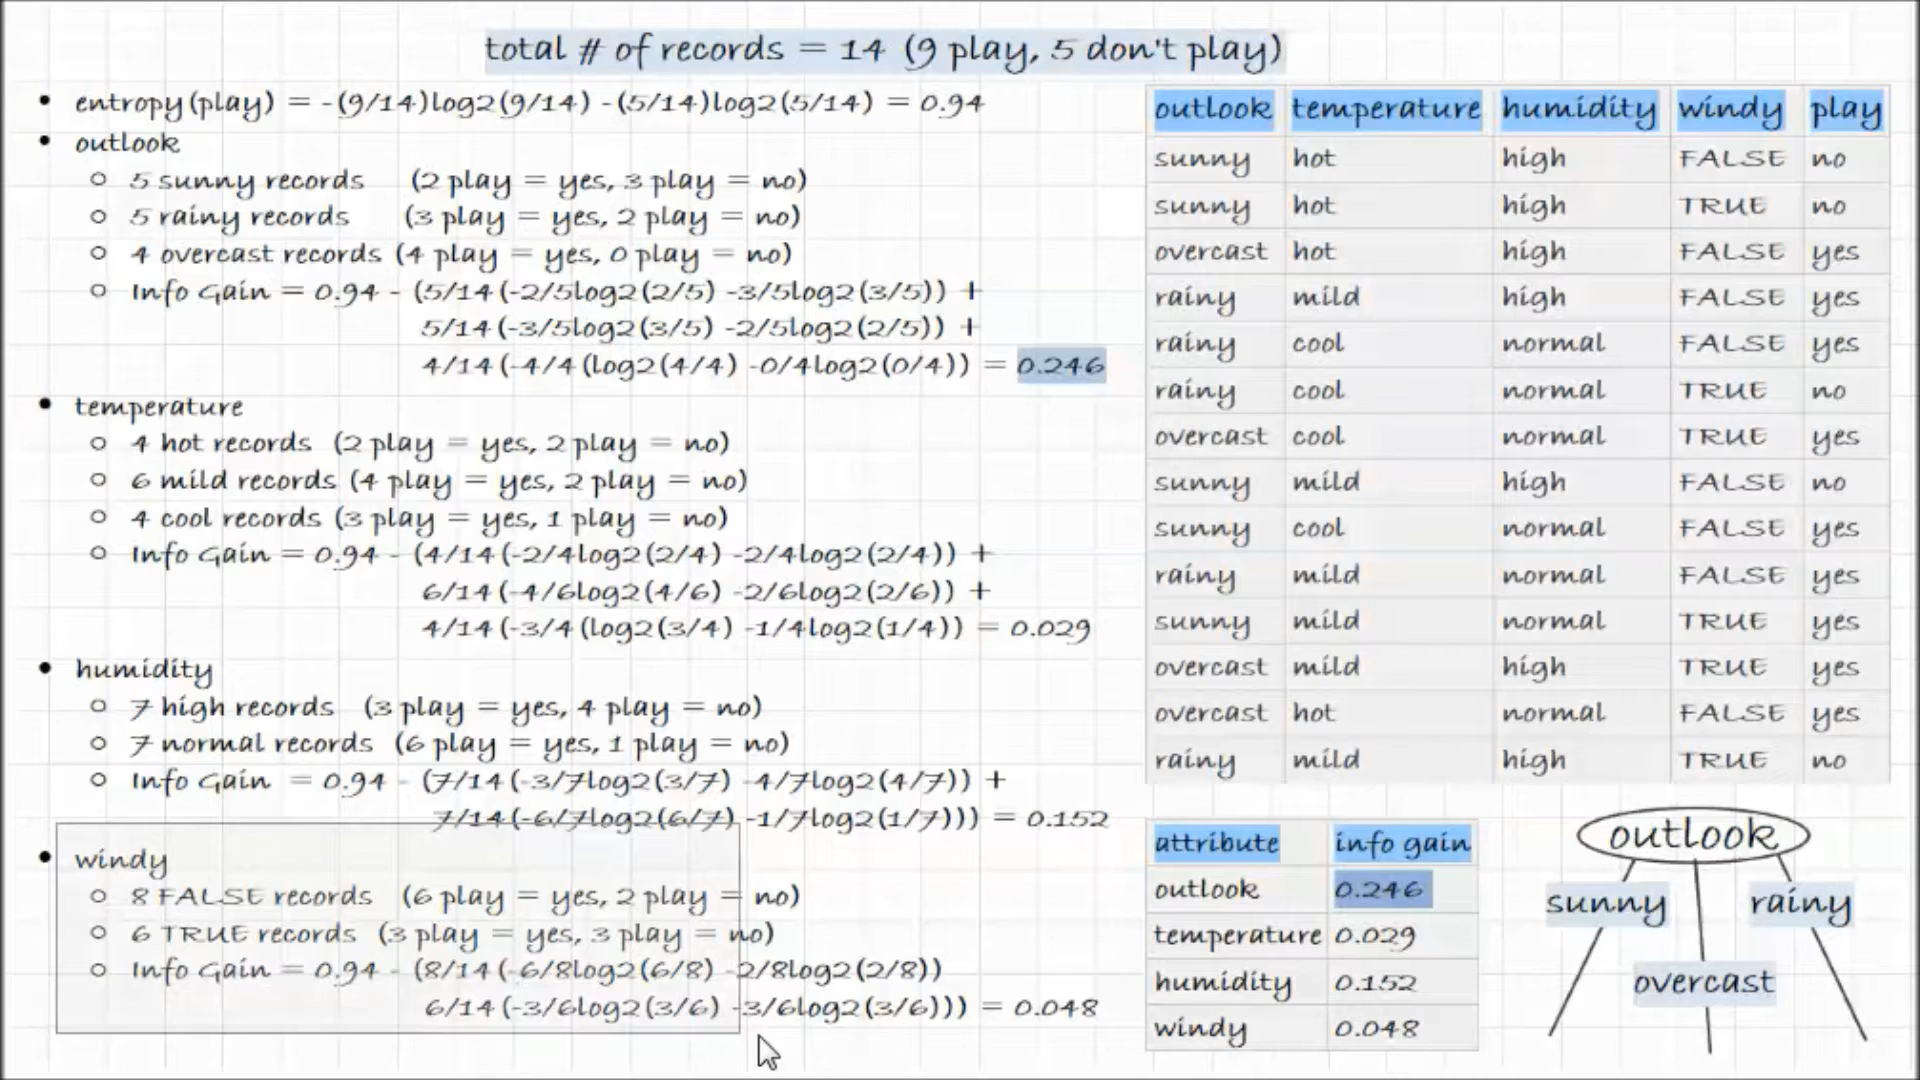 total # of records = 14 (9 play, 5 don't play)
• entropy(play) = -(9/14)log2(9/14) -(5/14)log2(5/14) = 0.94
• outlook
○ 5 sunny records (2 play = yes, 3 play = no)
○ 5 rainy records (3 play = yes, 2 play = no)
○ 4 overcast records (4 play = yes, 0 play = no)
○ Info Gain = 0.94 - (5/14(-2/5log2(2/5) -3/5log2(3/5)) +
5/14(-3/5log2(3/5) -2/5log2(2/5)) +
4/14(-4/4(log2(4/4) -0/4log2(0/4)) = 0.246
• temperature
○ 4 hot records (2 play = yes, 2 play = no)
○ 6 mild records (4 play = yes, 2 play = no)
○ 4 cool records (3 play = yes, 1 play = no)
○ Info Gain = 0.94 - (4/14(-2/4log2(2/4) -2/4log2(2/4)) +
6/14(-4/6log2(4/6) -2/6log2(2/6)) +
4/14(-3/4(log2(3/4) -1/4log2(1/4)) = 0.029
• humidity
○ 7 high records (3 play = yes, 4 play = no)
○ 7 normal records (6 play = yes, 1 play = no)
○ Info Gain = 0.94 - (7/14(-3/7log2(3/7) -4/7log2(4/7)) +
7/14(-6/7log2(6/7) -1/7log2(1/7))) = 0.152
• windy
○ 8 FALSE records (6 play = yes, 2 play = no)
○ 6 TRUE records (3 play = yes, 3 play = no)
○ Info Gain = 0.94 - (8/14(-6/8log2(6/8) -2/8log2(2/8))
6/14(-3/6log2(3/6) -3/6log2(3/6))) = 0.048
outlook temperature humidity windy play
sunny hot high FALSE no
sunny hot high TRUE no
overcast hot high FALSE yes
rainy mild high FALSE yes
rainy cool normal FALSE yes
rainy cool normal TRUE no
overcast cool normal TRUE yes
sunny mild high FALSE no
sunny cool normal FALSE yes
rainy mild normal FALSE yes
sunny mild normal TRUE yes
overcast mild high TRUE yes
overcast hot normal FALSE yes
rainy mild high TRUE no
attribute info gain
outlook 0.246
temperature 0.029
humidity 0.152
windy 0.048
outlook
sunny rainy
overcast